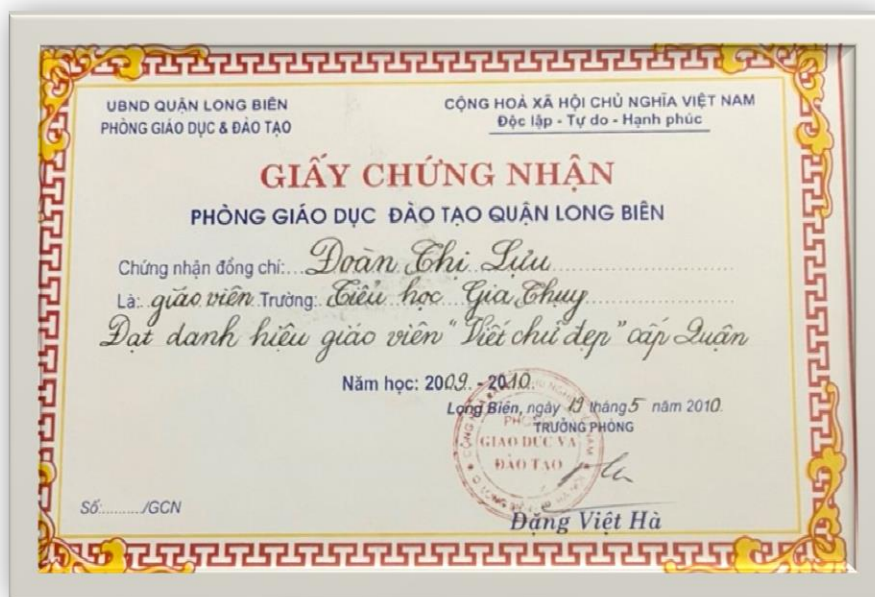 UBND QUẬN LONG BIÊN
PHÒNG GIÁO DỤC & ĐÀO TẠO
CỘNG HOÀ XÃ HỘI CHỦ NGHĨA VIỆT NAM
Độc lập - Tự do - Hạnh phúc
GIẤY CHỨNG NHẬN
PHÒNG GIÁO DỤC ĐÀO TẠO QUẬN LONG BIÊN
Chứng nhận đồng chí:... Đoàn Thị Lựu
Là: giáo viên Trường: Tiểu học Gia Thụy
Đạt danh hiệu giáo viên "Viết chữ đẹp" cấp Quận
Năm học: 2009 - 2010
Long Biên, ngày 19 tháng 5 năm 2010
TRƯỞNG PHÒNG
PHÒNG
GIÁO DỤC VÀ
ĐÀO TẠO
Đặng Việt Hà
Số:........./GCN